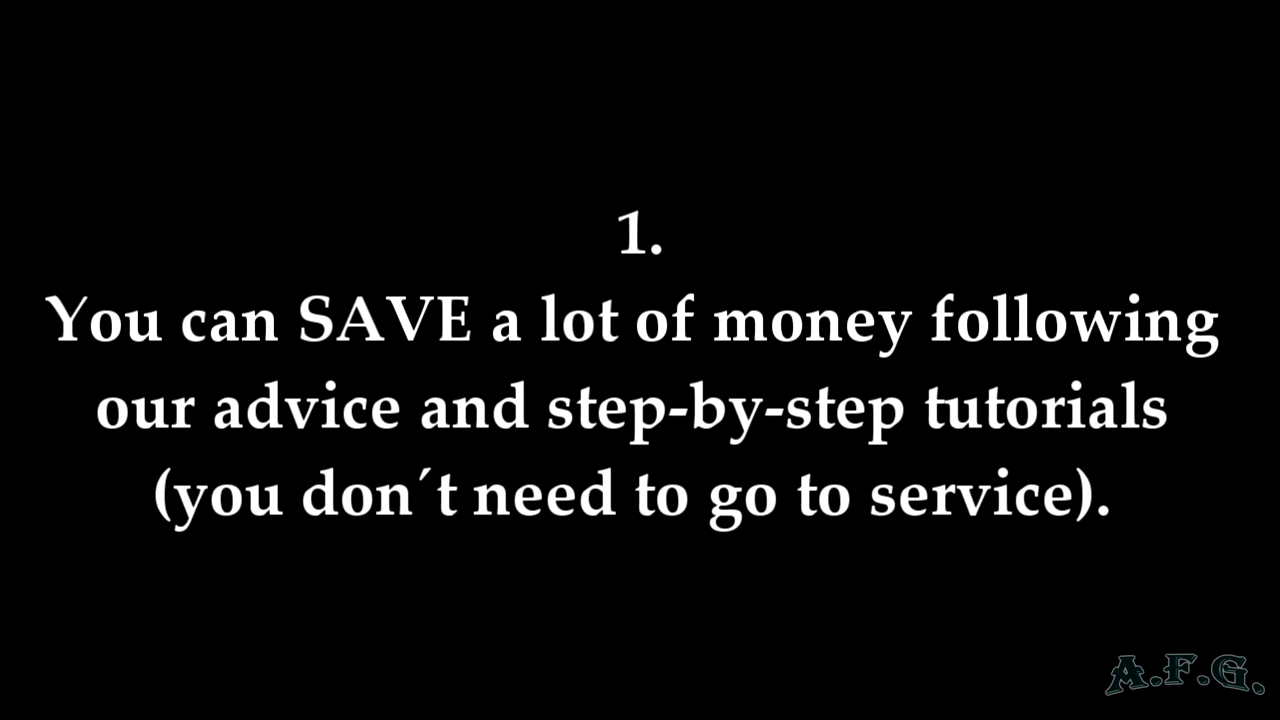 1.
You can SAVE a lot of money following
our advice and step-by-step tutorials
(you don´t need to go to service).
A.F.G.